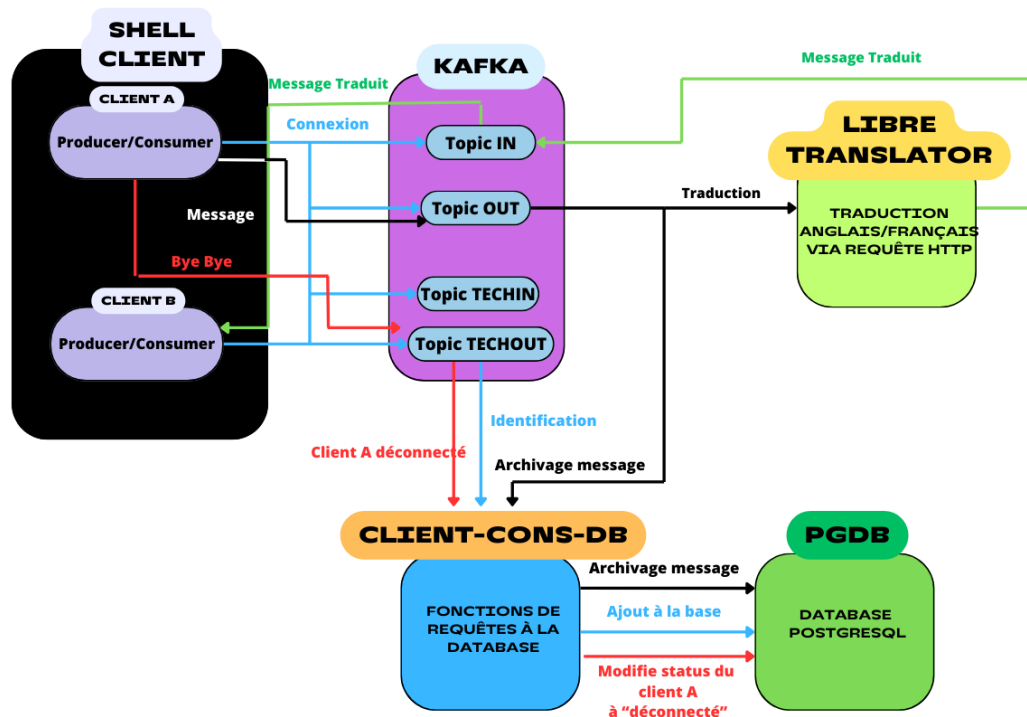 SHELL
CLIENT
CLIENT A
Producer/Consumer
Message Traduit
Connexion
Message
Bye Bye
CLIENT B
Producer/Consumer
KAFKA
Topic IN
Topic OUT
Topic TECHIN
Topic TECHOUT
Message Traduit
LIBRE
TRANSLATOR
Traduction
TRADUCTION
ANGLAIS/FRANÇAIS
VIA REQUÊTE HTTP
Identification
Client A déconnecté
Archivage message
CLIENT-CONS-DB
FONCTIONS DE
REQUÊTES À LA
DATABASE
Archivage message
Ajout à la base
Modifie status du
client A
à “déconnecté”
PGDB
DATABASE
POSTGRESQL